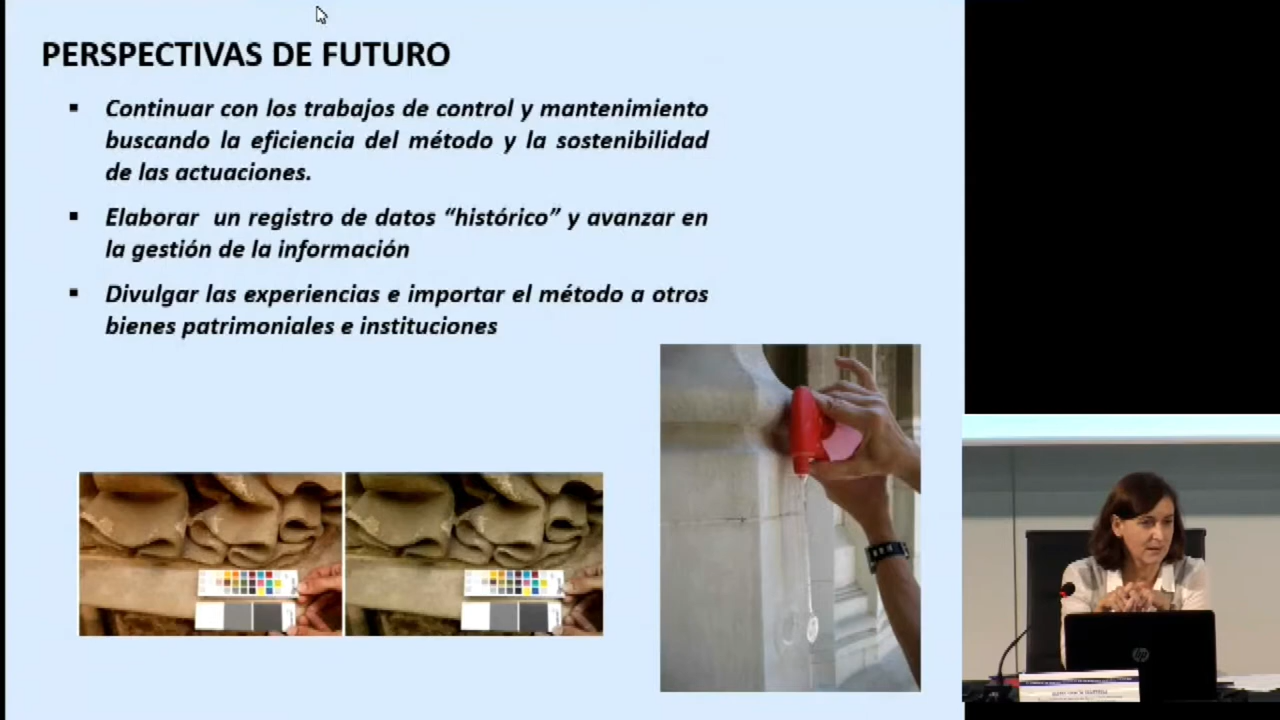 PERSPECTIVAS DE FUTURO
▪ Continuar con los trabajos de control y mantenimiento
buscando la eficiencia del método y la sostenibilidad
de las actuaciones.
▪ Elaborar un registro de datos “histórico” y avanzar en
la gestión de la información
▪ Divulgar las experiencias e importar el método a otros
bienes patrimoniales e instituciones
hp